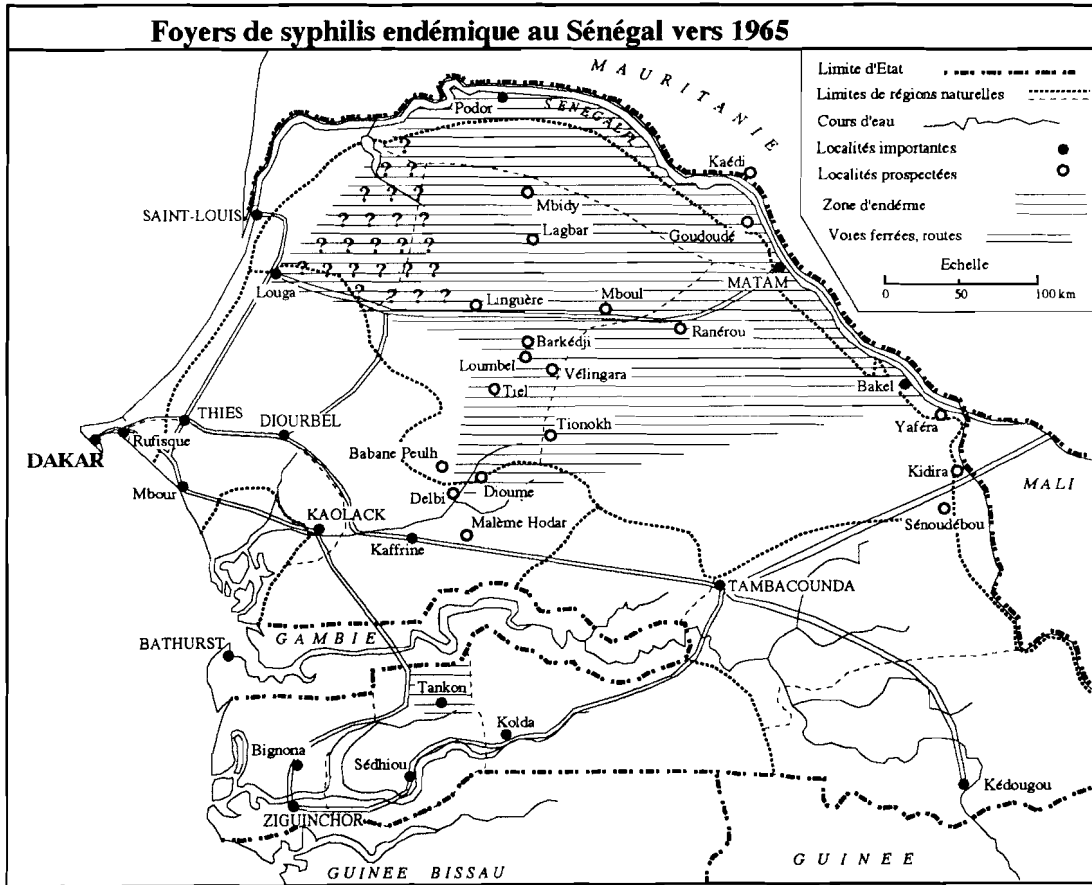 Foyers de syphilis endémique au Sénégal vers 1965
Limite d'Etat
Limites de régions naturelles
Cours d'eau
Localités importantes
Localités prospectées
Zone d'endémie
Voies ferrées, routes
Echelle
0 50 100 km
MAURITANIE
SENEGAL
Podor
Kaédi
? 
? ? ?
? ? ?
? ? ? ?
? ? ? ? ?
? ? ? ? ? ?
? ? ? ?
SAINT-LOUIS
Mbidy
Lagbar
Goudoudé
MATAM
Louga
Linguère
Mboul
Ranérou
Barkédji
Loumbel
Vélingara
Tiel
Bakel
THIES
DIOURBEL
Yaféra
Rufisque
Tionokh
DAKAR
Babane Peulh
Kidira
MALI
Mbour
Dioume
Delbi
Sénoudébou
KAOLACK
Malème Hodar
Kaffrine
TAMBACOUNDA
GAMBIE
BATHURST
Tankon
Kolda
Bignona
Sédhiou
Kédougou
ZIGUINCHOR
GUINEE BISSAU
GUINEE